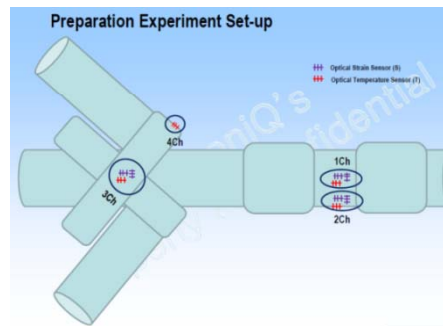 Preparation Experiment Set-up
Optical Strain Sensor (8)
Optical Temperature Sensor (7)
4Ch
3Ch
1Ch
2Ch